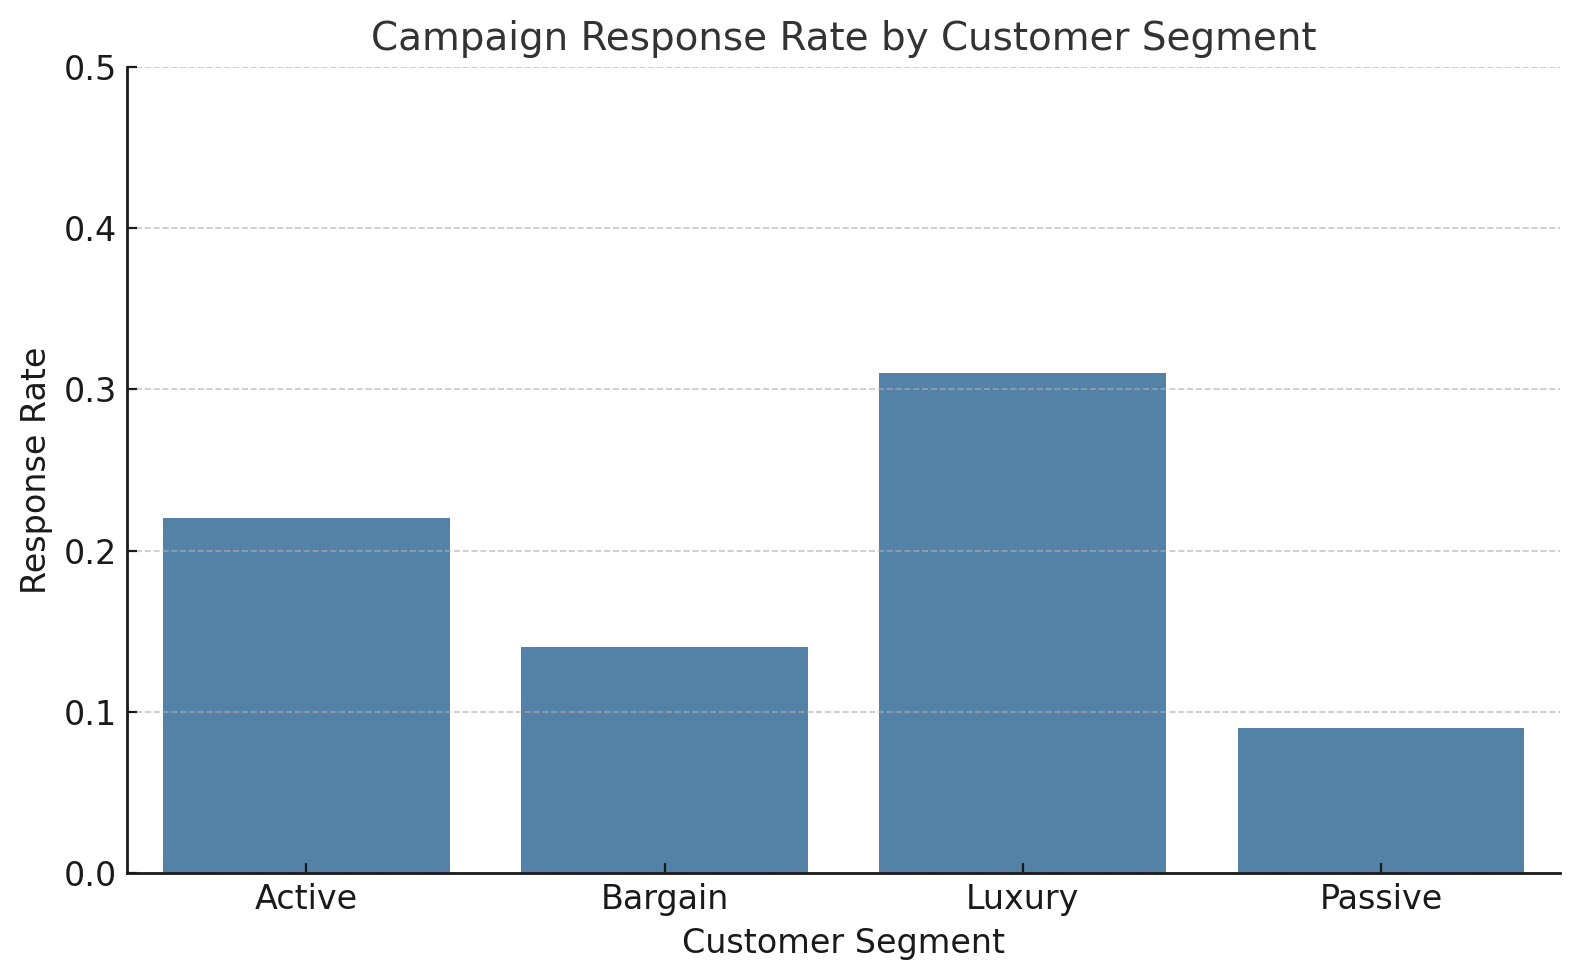 Campaign Response Rate by Customer Segment
0.5
0.4
0.3
0.2
0.1
0.0
Response Rate
Active Bargain Luxury Passive
Customer Segment